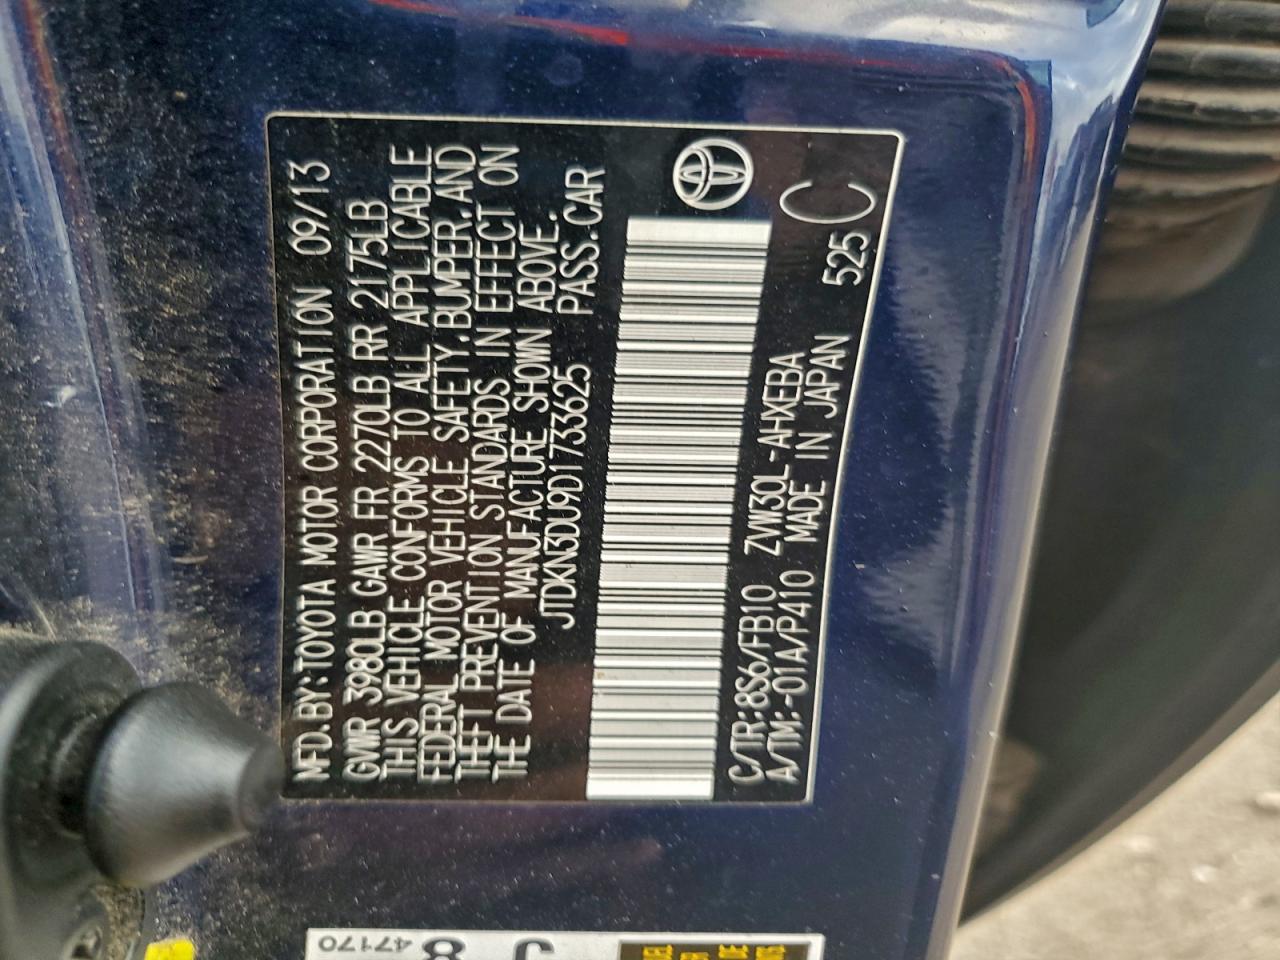 MFD.BY:TOYOTA MOTOR CORPORATION 09/13
GVWR 3980LB GAWR FR 2270LB RR 2175LB
THIS VEHICLE CONFORMS TO ALL APPLICABLE
FEDERAL MOTOR VEHICLE SAFETY,BUMPER,AND
THEFT PREVENTION STANDARDS IN EFFECT ON
THE DATE OF MANUFACTURE SHOWN ABOVE.
JTDKN3DU9D1733625 PASS.CAR
C/TR:8S6/FB10 ZVW30L-AHXEBA 525
A/TM:-01A/P410 MADE IN JAPAN C
47170
8